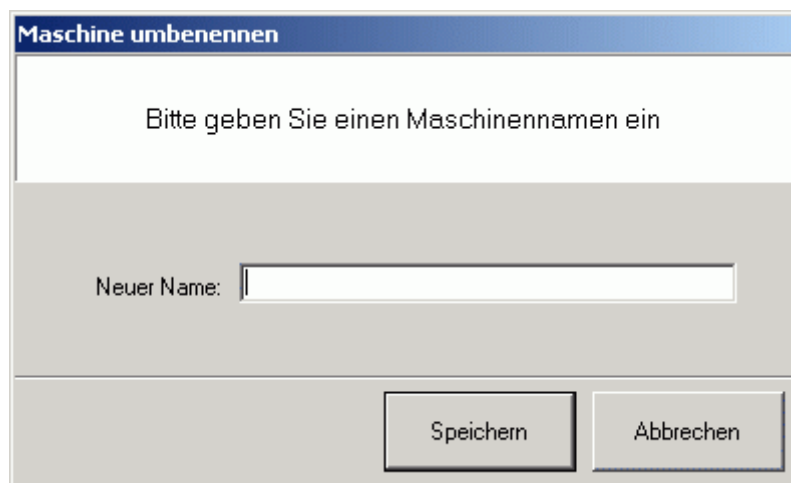 Maschine umbenennen
Bitte geben Sie einen Maschinennamen ein
Neuer Name:
Speichern
Abbrechen